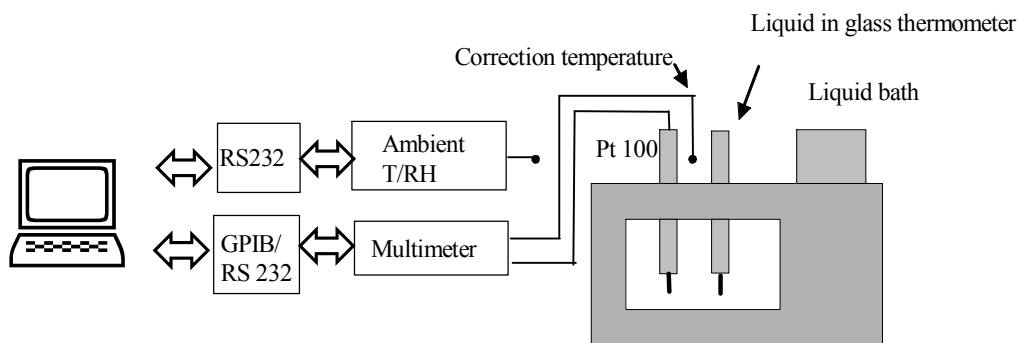 Liquid in glass thermometer
Correction temperature
Liquid bath
RS232
Ambient
T/RH
Pt 100
GPIB/
RS 232
Multimeter